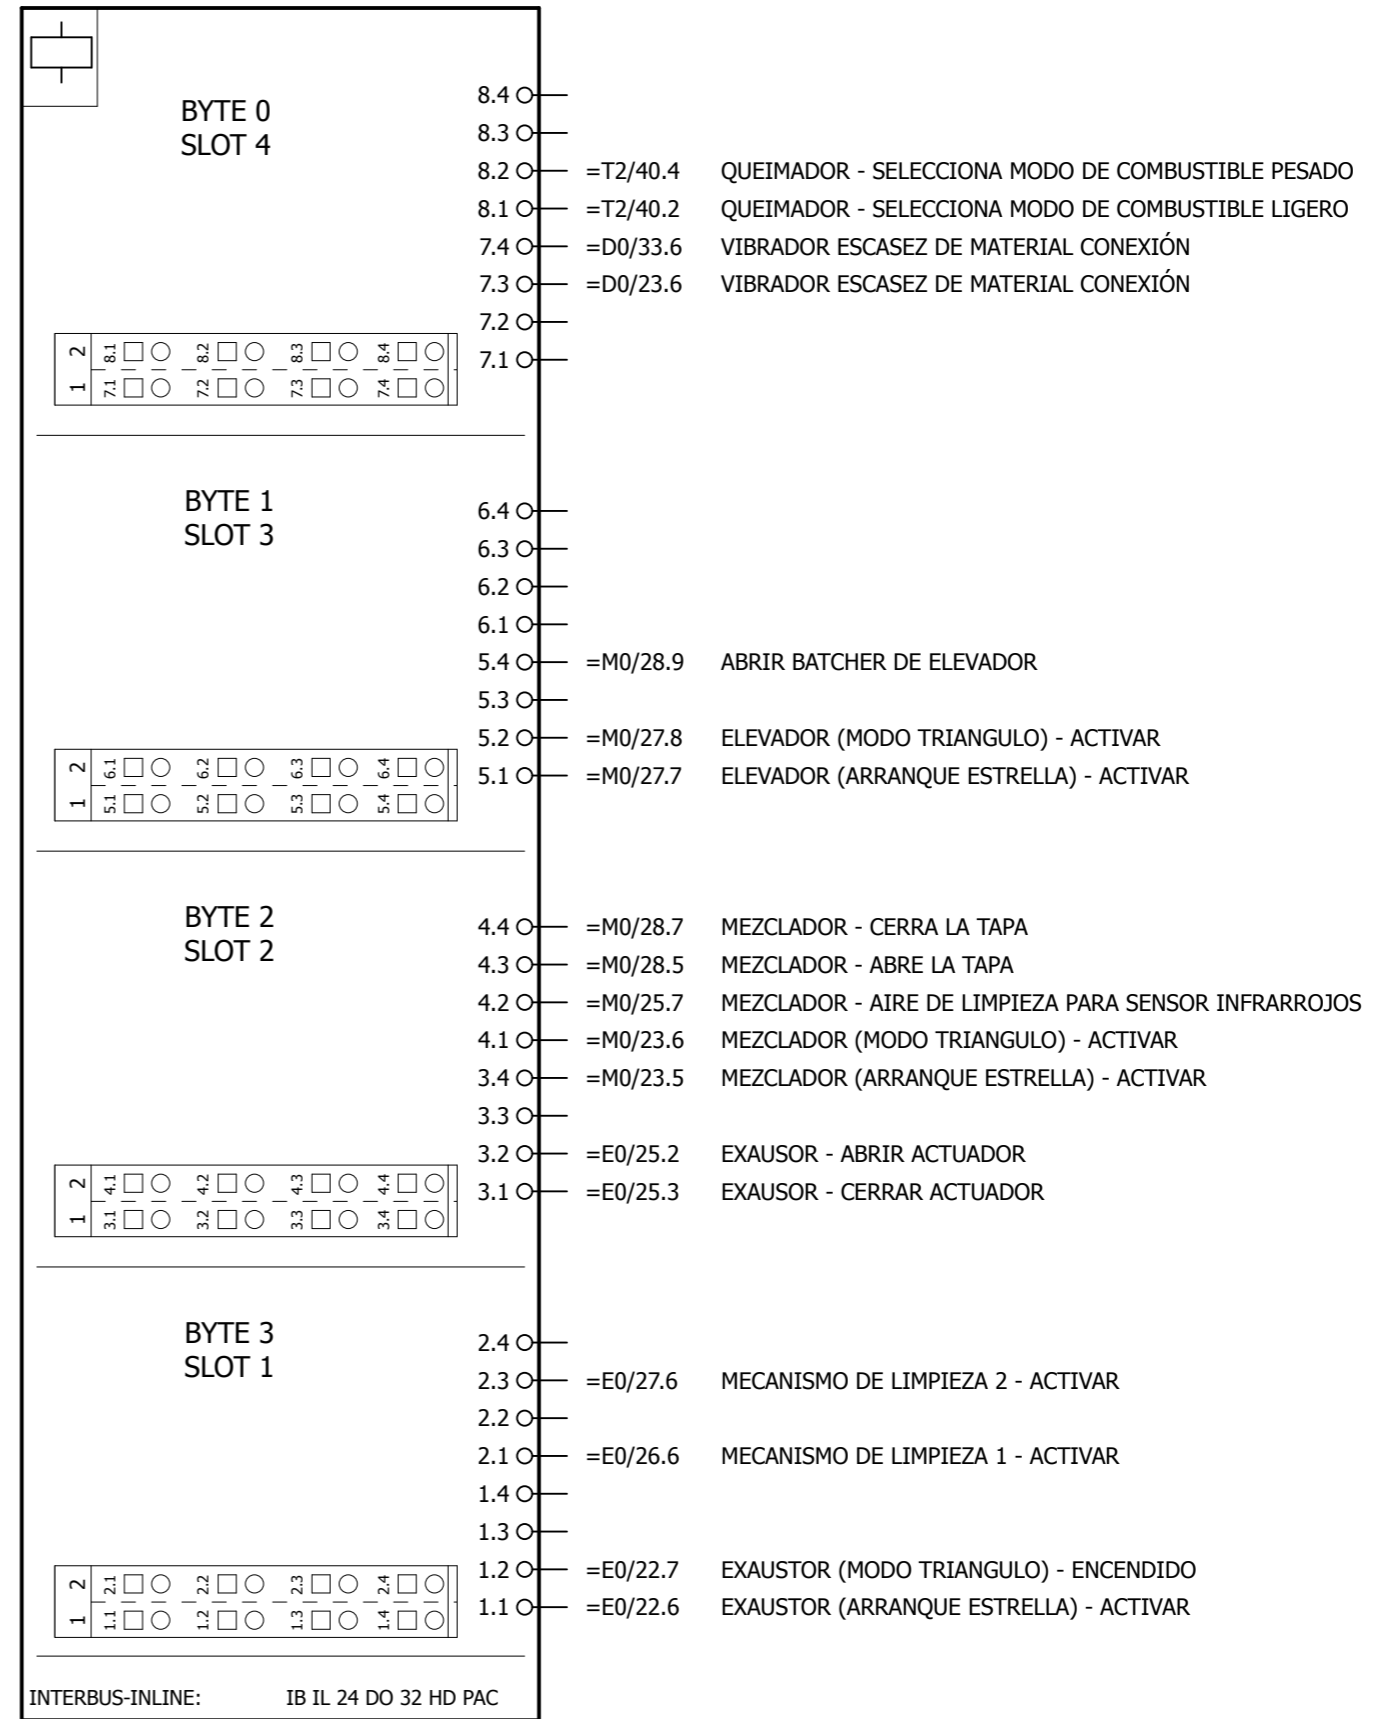 BYTE 0
SLOT 4
8.4
8.3
8.2 =T2/40.4 QUEIMADOR - SELECCIONA MODO DE COMBUSTIBLE PESADO
8.1 =T2/40.2 QUEIMADOR - SELECCIONA MODO DE COMBUSTIBLE LIGERO
7.4 =D0/33.6 VIBRADOR ESCASEZ DE MATERIAL CONEXIÓN
7.3 =D0/23.6 VIBRADOR ESCASEZ DE MATERIAL CONEXIÓN
7.2
7.1
2 8.1 8.2 8.3 8.4
1 7.1 7.2 7.3 7.4
BYTE 1
SLOT 3
6.4
6.3
6.2
6.1
5.4 =M0/28.9 ABRIR BATCHER DE ELEVADOR
5.3
5.2 =M0/27.8 ELEVADOR (MODO TRIANGULO) - ACTIVAR
5.1 =M0/27.7 ELEVADOR (ARRANQUE ESTRELLA) - ACTIVAR
2 6.1 6.2 6.3 6.4
1 5.1 5.2 5.3 5.4
BYTE 2
SLOT 2
4.4 =M0/28.7 MEZCLADOR - CERRA LA TAPA
4.3 =M0/28.5 MEZCLADOR - ABRE LA TAPA
4.2 =M0/25.7 MEZCLADOR - AIRE DE LIMPIEZA PARA SENSOR INFRARROJOS
4.1 =M0/23.6 MEZCLADOR (MODO TRIANGULO) - ACTIVAR
3.4 =M0/23.5 MEZCLADOR (ARRANQUE ESTRELLA) - ACTIVAR
3.3
3.2 =E0/25.2 EXAUSOR - ABRIR ACTUADOR
3.1 =E0/25.3 EXAUSOR - CERRAR ACTUADOR
2 4.1 4.2 4.3 4.4
1 3.1 3.2 3.3 3.4
BYTE 3
SLOT 1
2.4
2.3 =E0/27.6 MECANISMO DE LIMPIEZA 2 - ACTIVAR
2.2
2.1 =E0/26.6 MECANISMO DE LIMPIEZA 1 - ACTIVAR
1.4
1.3
1.2 =E0/22.7 EXAUSTOR (MODO TRIANGULO) - ENCENDIDO
1.1 =E0/22.6 EXAUSTOR (ARRANQUE ESTRELLA) - ACTIVAR
2 2.1 2.2 2.3 2.4
1 1.1 1.2 1.3 1.4
INTERBUS-INLINE: IB IL 24 DO 32 HD PAC